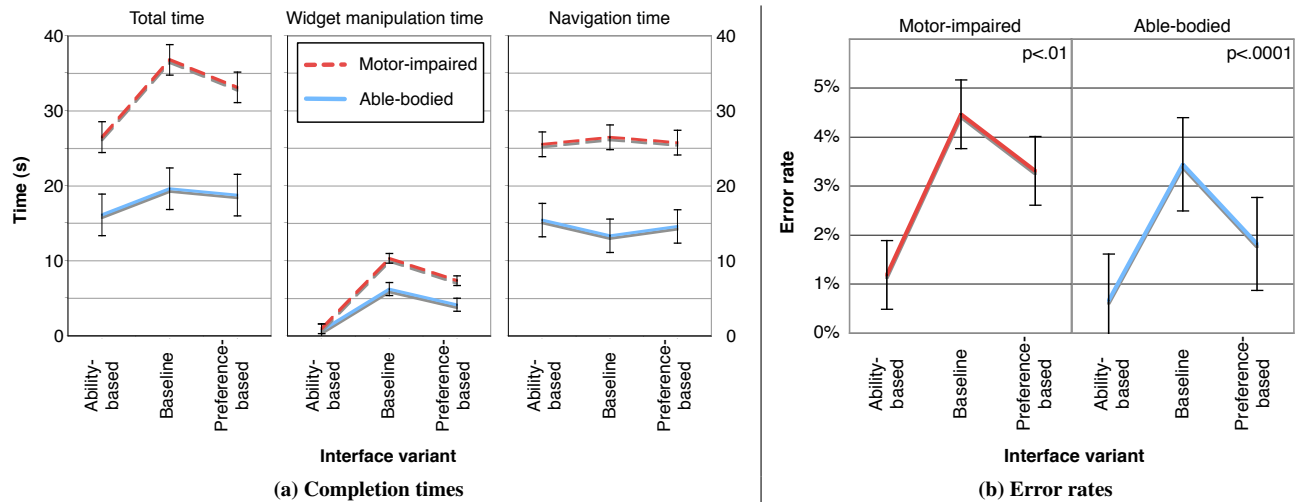 Total time
Widget manipulation time
Navigation time
40
30
20
10
0
Time (s)
Motor-impaired
Able-bodied
40
30
20
10
0
Ability-
based
Baseline
Preference-
based
Ability-
based
Baseline
Preference-
based
Ability-
based
Baseline
Preference-
based
Interface variant
(a) Completion times
Motor-impaired
Able-bodied
p<.01
p<.0001
5%
4%
3%
2%
1%
0%
Error rate
Ability-
based
Baseline
Preference-
based
Ability-
based
Baseline
Preference-
based
Interface variant
(b) Error rates